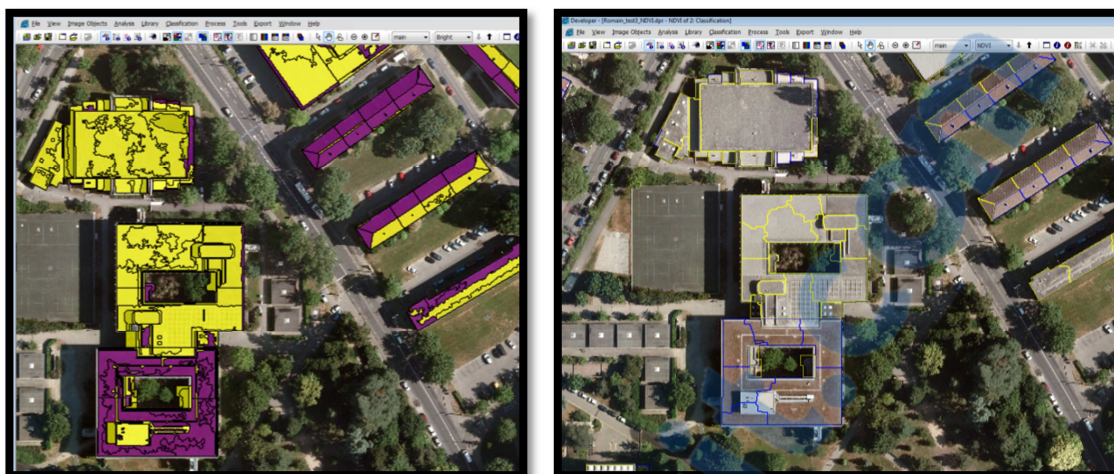 File View Image Objects Analysis Library Classification Process Tools Export Window Help
main Bright
Developer - [Romain_test3_NDVI.dpr - NDVI of 2: Classification]
File View Image Objects Analysis Library Classification Process Tools Export Window Help
main NDVI